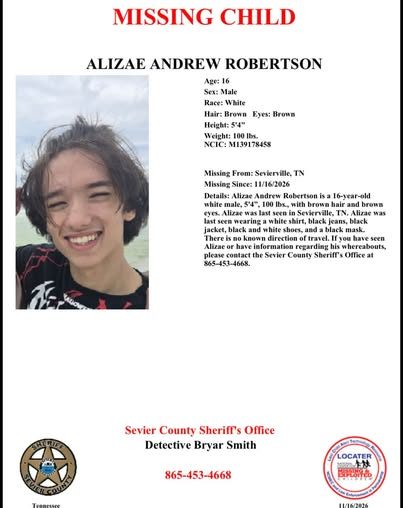 MISSING CHILD
ALIZAE ANDREW ROBERTSON
Age: 16
Sex: Male
Race: White
Hair: Brown Eyes: Brown
Height: 5'4"
Weight: 100 lbs.
NCIC: M139178458
Missing From: Sevierville, TN
Missing Since: 11/16/2026
Details: Alizae Andrew Robertson is a 16-year-old
white male, 5'4", 100 lbs., with brown hair and brown
eyes. Alizae was last seen in Sevierville, TN. Alizae was
last seen wearing a white shirt, black jeans, black
jacket, black and white shoes, and a black mask.
There is no known direction of travel. If you have seen
Alizae or have information regarding his whereabouts,
please contact the Sevier County Sheriff's Office at
865-453-4668.
Sevier County Sheriff's Office
Detective Bryar Smith
865-453-4668
SHERIFF
SEVIER COUNTY
Tennessee
LOCATER
MISSING &
EXPLOITED
CHILDREN
11/16/2026